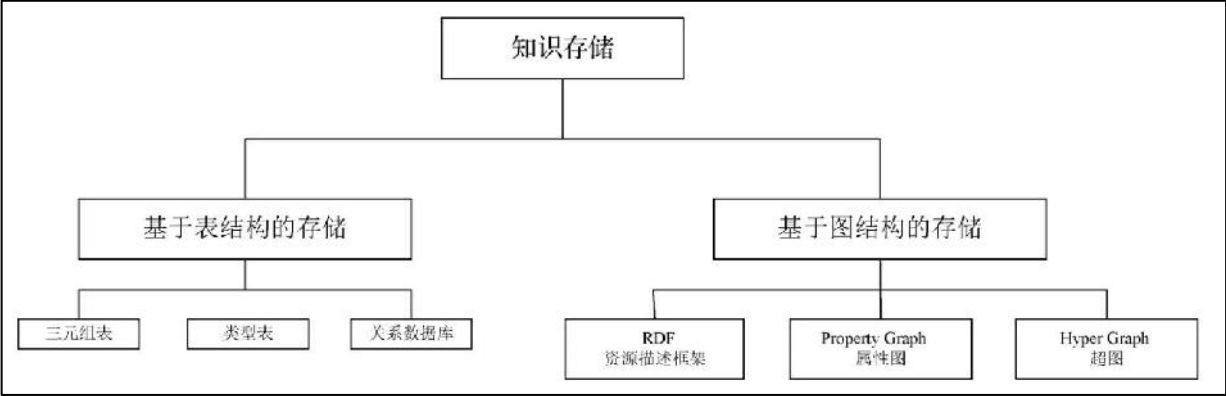 知识存储
基于表结构的存储
基于图结构的存储
三元组表
类型表
关系数据库
RDF
资源描述框架
Property Graph
属性图
Hyper Graph
超图